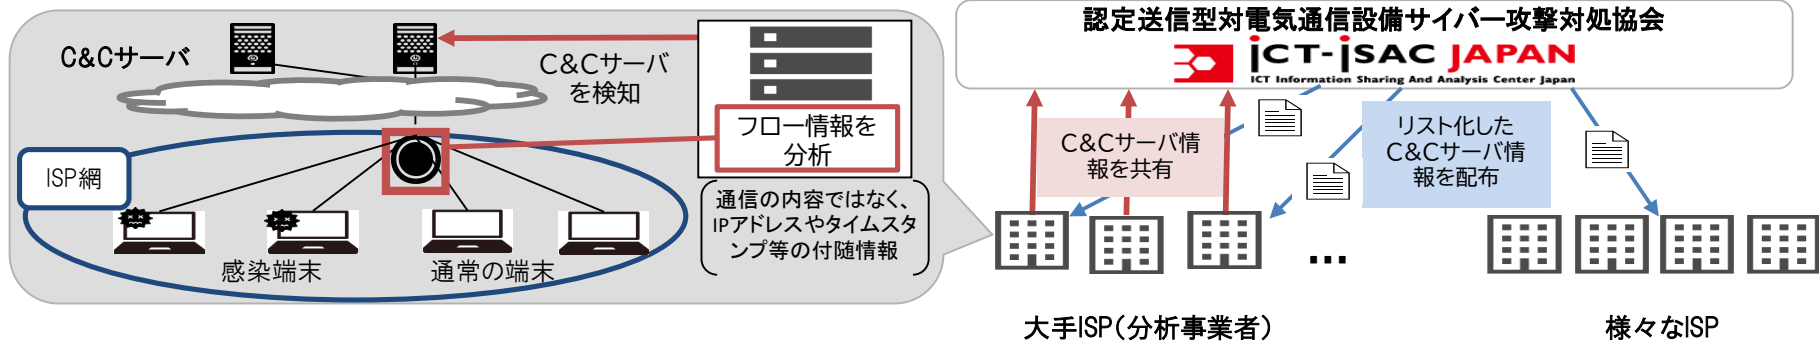 C&Cサーバ
C&Cサーバ
を検知
フロー情報を
分析
ISP網
感染端末
通常の端末
通信の内容ではなく、
IPアドレスやタイムスタ
ンプ等の付随情報
認定送信型対電気通信設備サイバー攻撃対処協会
ICT-ISAC JAPAN
ICT Information Sharing And Analysis Center Japan
C&Cサーバ情
報を共有
リスト化した
C&Cサーバ情
報を配布
…
大手ISP(分析事業者)
様々なISP